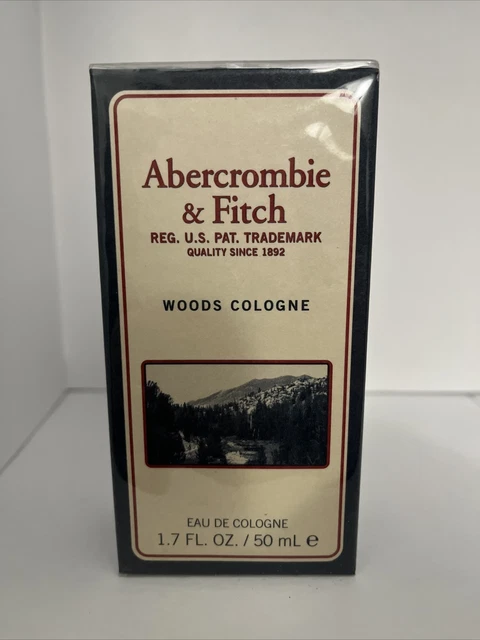 Abercrombie
& Fitch
REG. U.S. PAT. TRADEMARK
QUALITY SINCE 1892
WOODS COLOGNE
EAU DE COLOGNE
1.7 FL. OZ. / 50 mL ℮